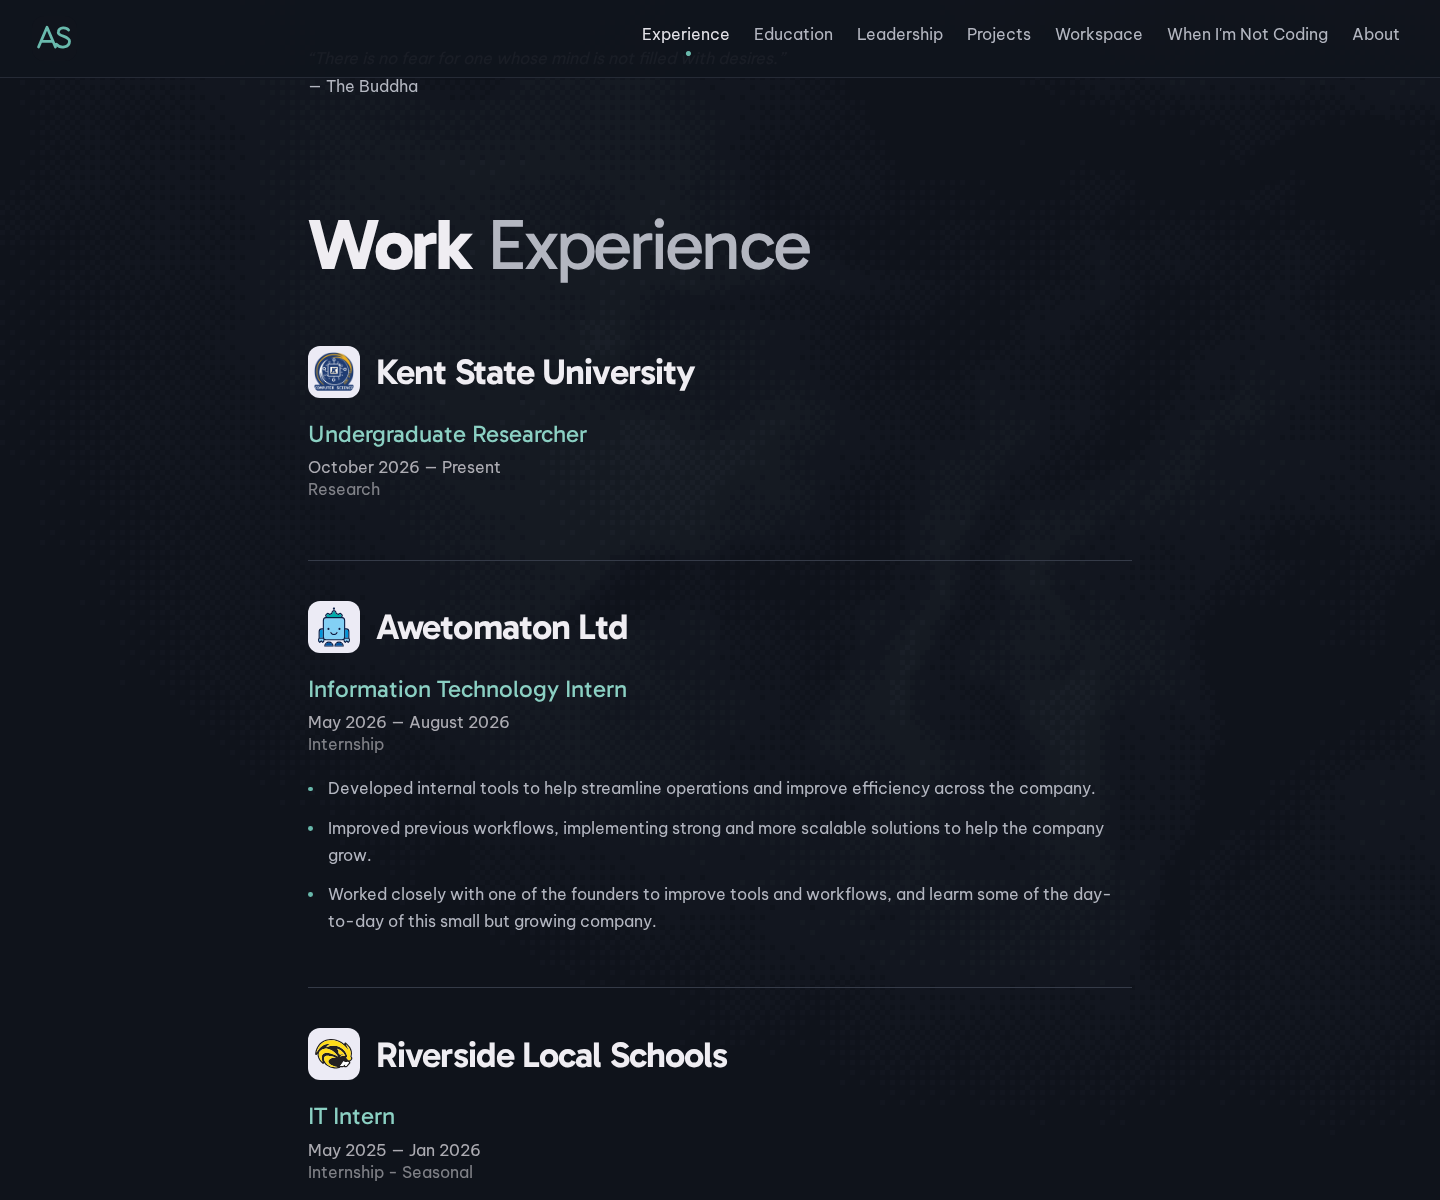 AS
Experience Education Leadership Projects Workspace When I'm Not Coding About
"There is no fear for one whose mind is not filled with desires."
— The Buddha
Work Experience
Kent State University
Undergraduate Researcher
October 2026 — Present
Research
Awetomaton Ltd
Information Technology Intern
May 2026 — August 2026
Internship
Developed internal tools to help streamline operations and improve efficiency across the company.
Improved previous workflows, implementing strong and more scalable solutions to help the company
grow.
Worked closely with one of the founders to improve tools and workflows, and learm some of the day-
to-day of this small but growing company.
Riverside Local Schools
IT Intern
May 2025 — Jan 2026
Internship - Seasonal